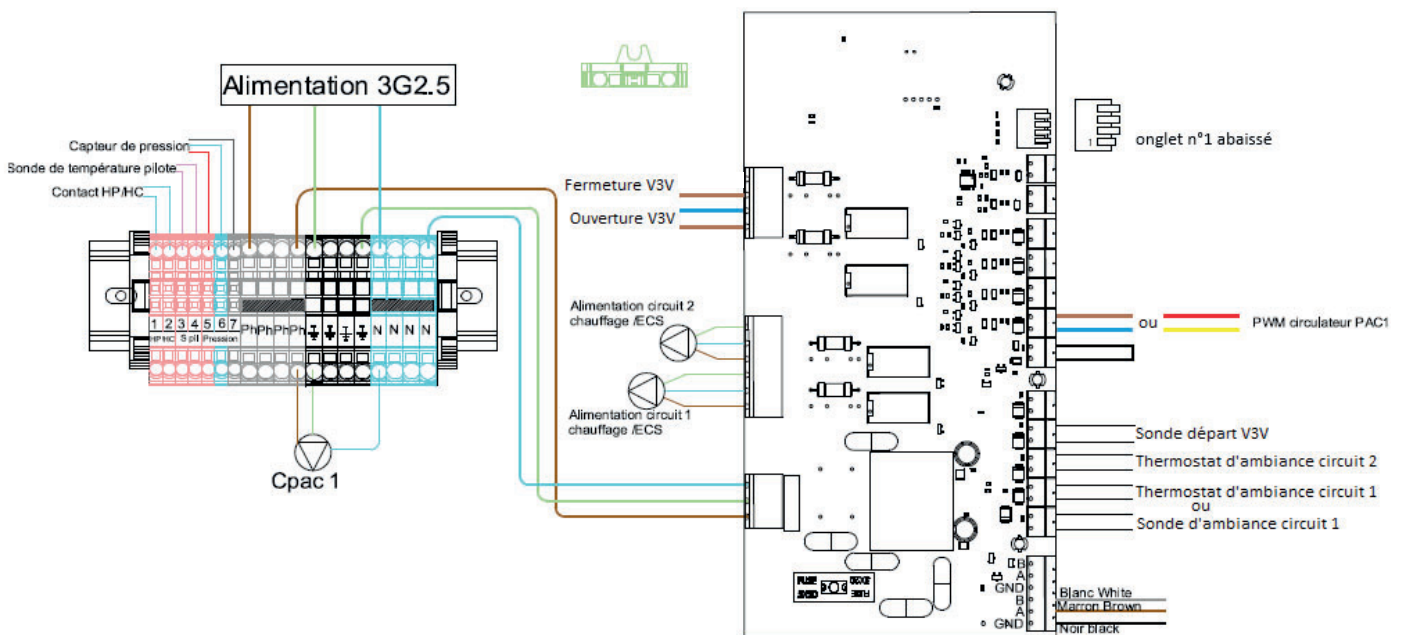 Alimentation 3G2.5
Capteur de pression
Sonde de température pilote
Contact HP/HC
1 2 3 4 5 6 7
HP HC Split Pression
Ph Ph Ph Ph
N N N N
Cpac 1
Fermeture V3V
Ouverture V3V
Alimentation circuit 2
chauffage /ECS
Alimentation circuit 1
chauffage /ECS
1
onglet n°1 abaissé
ou
PWM circulateur PAC1
Sonde départ V3V
Thermostat d'ambiance circuit 2
Thermostat d'ambiance circuit 1
ou
Sonde d'ambiance circuit 1
B
A
GND
B
A
GND
Blanc White
Marron Brown
Noir black